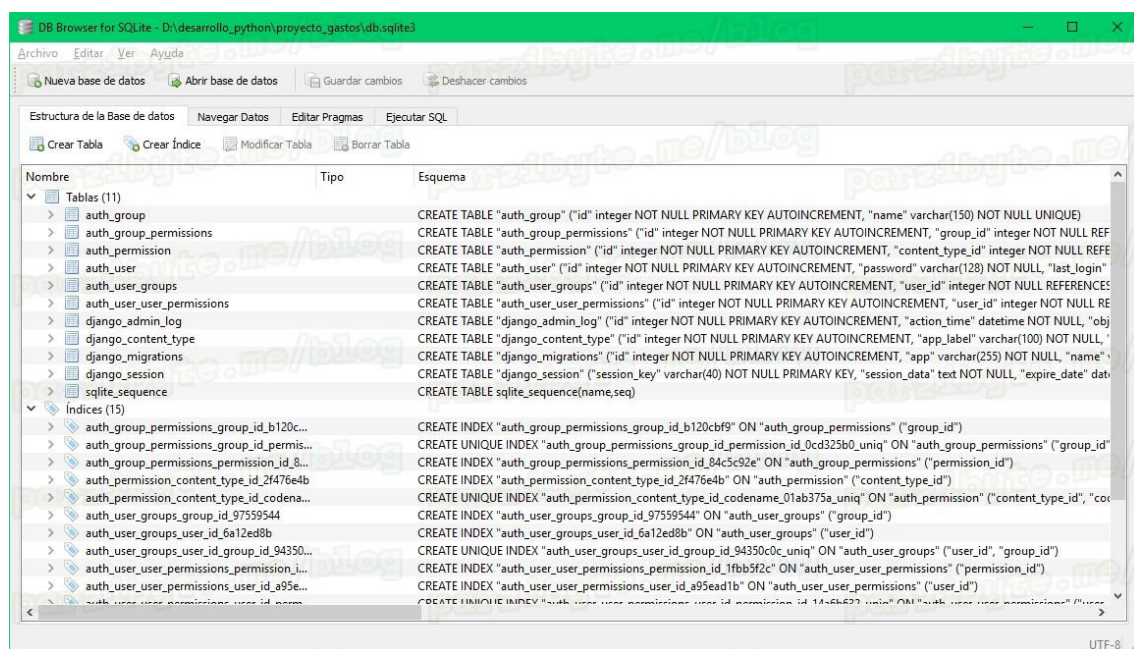 DB Browser for SQLite - D:\desarrollo_python\proyecto_gastos\db.sqlite3
Archivo Editar Ver Ayuda
Nueva base de datos Abrir base de datos Guardar cambios Deshacer cambios
Estructura de la Base de datos Navegar Datos Editar Pragmas Ejecutar SQL
Crear Tabla Crear Índice Modificar Tabla Borrar Tabla
Nombre Tipo Esquema
Tablas (11)
auth_group CREATE TABLE "auth_group" ("id" integer NOT NULL PRIMARY KEY AUTOINCREMENT, "name" varchar(150) NOT NULL UNIQUE)
auth_group_permissions CREATE TABLE "auth_group_permissions" ("id" integer NOT NULL PRIMARY KEY AUTOINCREMENT, "group_id" integer NOT NULL REF
auth_permission CREATE TABLE "auth_permission" ("id" integer NOT NULL PRIMARY KEY AUTOINCREMENT, "content_type_id" integer NOT NULL REFE
auth_user CREATE TABLE "auth_user" ("id" integer NOT NULL PRIMARY KEY AUTOINCREMENT, "password" varchar(128) NOT NULL, "last_login"
auth_user_groups CREATE TABLE "auth_user_groups" ("id" integer NOT NULL PRIMARY KEY AUTOINCREMENT, "user_id" integer NOT NULL REFERENCES
auth_user_user_permissions CREATE TABLE "auth_user_user_permissions" ("id" integer NOT NULL PRIMARY KEY AUTOINCREMENT, "user_id" integer NOT NULL RE
django_admin_log CREATE TABLE "django_admin_log" ("id" integer NOT NULL PRIMARY KEY AUTOINCREMENT, "action_time" datetime NOT NULL, "obj
django_content_type CREATE TABLE "django_content_type" ("id" integer NOT NULL PRIMARY KEY AUTOINCREMENT, "app_label" varchar(100) NOT NULL, "
django_migrations CREATE TABLE "django_migrations" ("id" integer NOT NULL PRIMARY KEY AUTOINCREMENT, "app" varchar(255) NOT NULL, "name" v
django_session CREATE TABLE "django_session" ("session_key" varchar(40) NOT NULL PRIMARY KEY, "session_data" text NOT NULL, "expire_date" dat
sqlite_sequence CREATE TABLE sqlite_sequence(name,seq)
Índices (15)
auth_group_permissions_group_id_b120c... CREATE INDEX "auth_group_permissions_group_id_b120cbf9" ON "auth_group_permissions" ("group_id")
auth_group_permissions_group_id_permis... CREATE UNIQUE INDEX "auth_group_permissions_group_id_permission_id_0cd325b0_uniq" ON "auth_group_permissions" ("group_id"
auth_group_permissions_permission_id_8... CREATE INDEX "auth_group_permissions_permission_id_84c5c92e" ON "auth_group_permissions" ("permission_id")
auth_permission_content_type_id_2f476e4b CREATE INDEX "auth_permission_content_type_id_2f476e4b" ON "auth_permission" ("content_type_id")
auth_permission_content_type_id_codena... CREATE UNIQUE INDEX "auth_permission_content_type_id_codename_01ab375a_uniq" ON "auth_permission" ("content_type_id", "co
auth_user_groups_group_id_97559544 CREATE INDEX "auth_user_groups_group_id_97559544" ON "auth_user_groups" ("group_id")
auth_user_groups_user_id_6a12ed8b CREATE INDEX "auth_user_groups_user_id_6a12ed8b" ON "auth_user_groups" ("user_id")
auth_user_groups_user_id_group_id_94350... CREATE UNIQUE INDEX "auth_user_groups_user_id_group_id_94350c0c_uniq" ON "auth_user_groups" ("user_id", "group_id")
auth_user_user_permissions_permission_i... CREATE INDEX "auth_user_user_permissions_permission_id_1fbb5f2c" ON "auth_user_user_permissions" ("permission_id")
auth_user_user_permissions_user_id_a95e... CREATE INDEX "auth_user_user_permissions_user_id_a95ead1b" ON "auth_user_user_permissions" ("user_id")
auth_user_user_permissions_user_id_perm... CREATE UNIQUE INDEX "auth_user_user_permissions_user_id_permission_id_14a6b632_uniq" ON "auth_user_user_permissions" ("user
UTF-8
parzibyte.me/blog